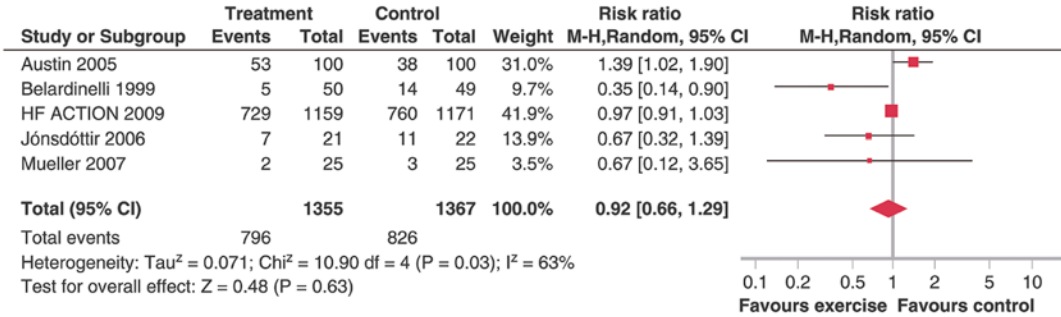 Treatment Control Risk ratio Risk ratio
Study or Subgroup Events Total Events Total Weight M-H,Random, 95% CI M-H,Random, 95% CI
Austin 2005 53 100 38 100 31.0% 1.39 [1.02, 1.90]
Belardinelli 1999 5 50 14 49 9.7% 0.35 [0.14, 0.90]
HF ACTION 2009 729 1159 760 1171 41.9% 0.97 [0.91, 1.03]
Jónsdóttir 2006 7 21 11 22 13.9% 0.67 [0.32, 1.39]
Mueller 2007 2 25 3 25 3.5% 0.67 [0.12, 3.65]
Total (95% CI) 1355 1367 100.0% 0.92 [0.66, 1.29]
Total events 796 826
Heterogeneity: Tau² = 0.071; Chi² = 10.90 df = 4 (P = 0.03); I² = 63%
Test for overall effect: Z = 0.48 (P = 0.63)
0.1 0.2 0.5 1 2 5 10
Favours exercise Favours control